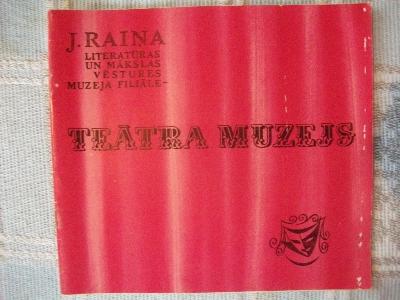 J. RAIŅA
LITERATŪRAS
UN MĀKSLAS
VĒSTURES
MUZEJA FILIĀLE-
TEĀTRA MUZEJS